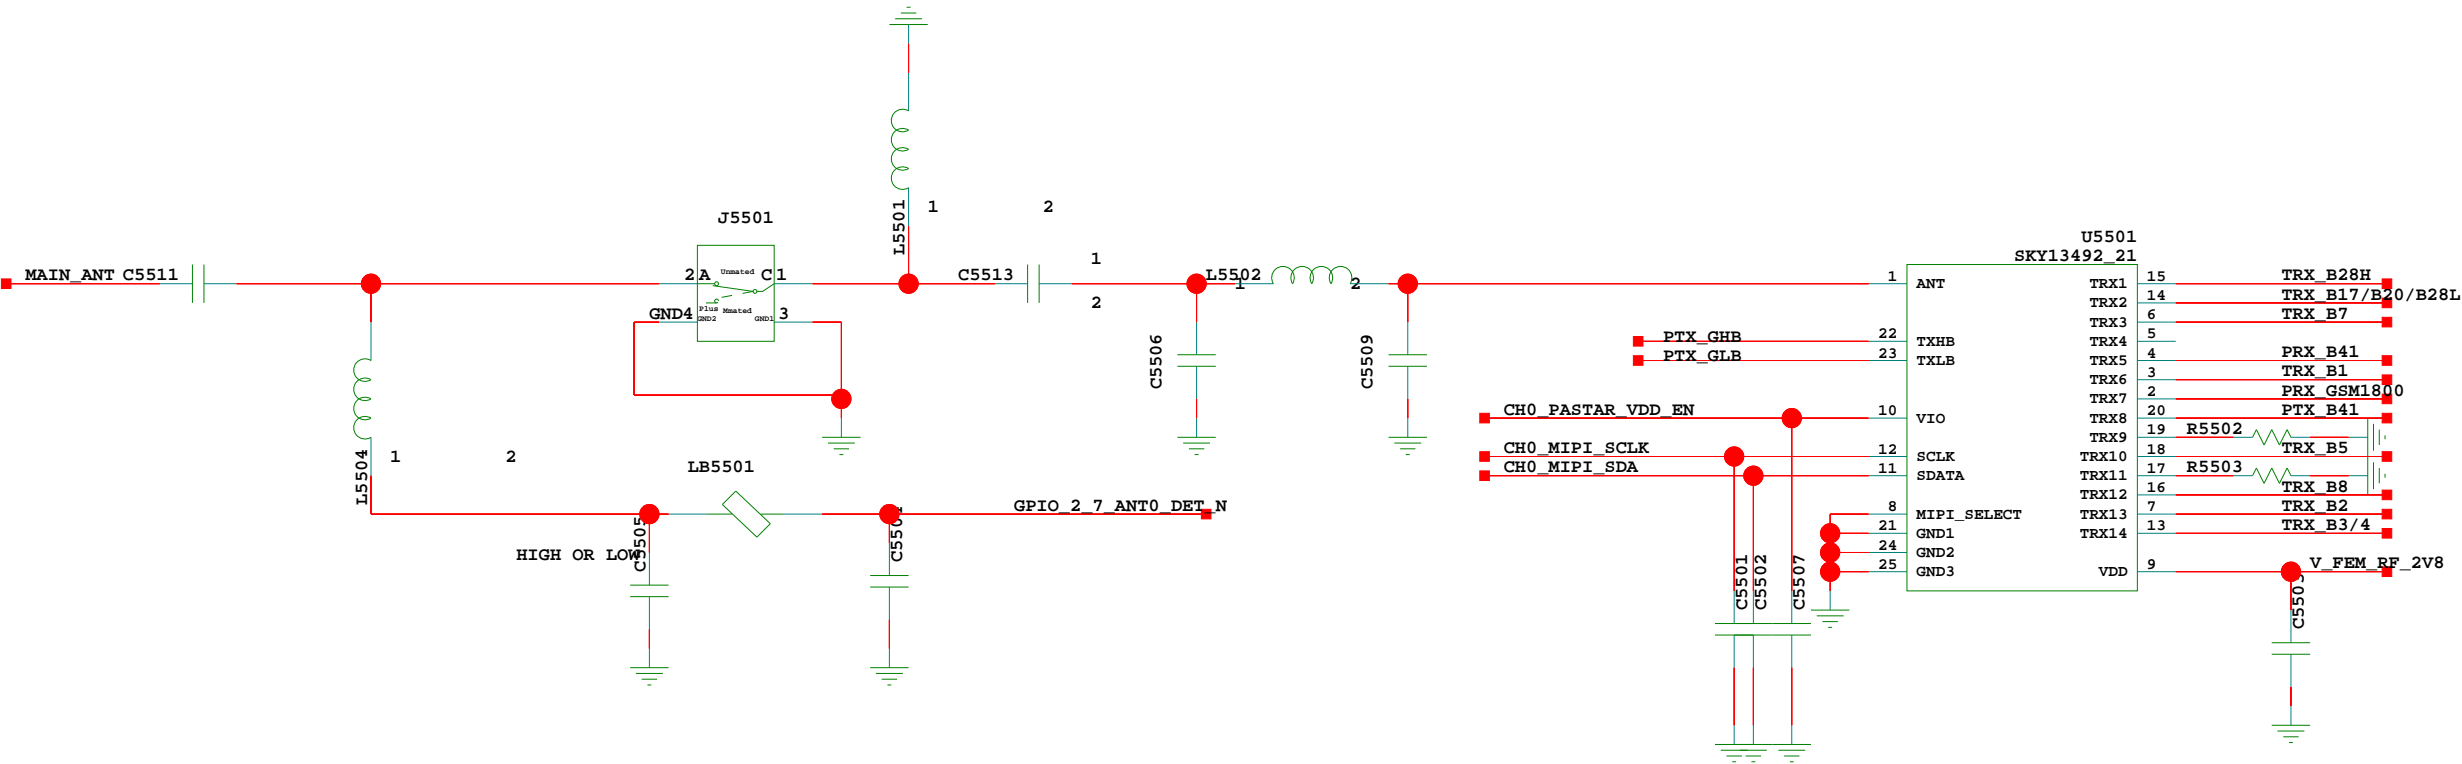 J5501
MAIN_ANT
C5511
2
A
Unmated
C
1
Plus
Mmated
GND4
GND2
GND1
3
L5501
1
2
C5513
1
2
L5502
1
2
C5506
C5509
L5504
1
2
LB5501
C5505
HIGH OR LOW
GPIO_2_7_ANT0_DET_N
U5501
SKY13492_21
1
ANT
PTX_GHB
22
TXHB
PTX_GLB
23
TXLB
CH0_PASTAR_VDD_EN
10
VIO
CH0_MIPI_SCLK
12
SCLK
CH0_MIPI_SDA
11
SDATA
8
MIPI_SELECT
21
GND1
24
GND2
25
GND3
C5501
C5502
C5507
TRX1
15
TRX_B28H
TRX2
14
TRX_B17/B20/B28L
TRX3
6
TRX_B7
TRX4
5
TRX5
4
PRX_B41
TRX6
3
TRX_B1
TRX7
2
PRX_GSM1800
TRX8
20
PTX_B41
TRX9
19
R5502
TRX10
18
TRX_B5
TRX11
17
R5503
TRX12
16
TRX_B8
TRX13
7
TRX_B2
TRX14
13
TRX_B3/4
VDD
9
V_FEM_RF_2V8
C5503